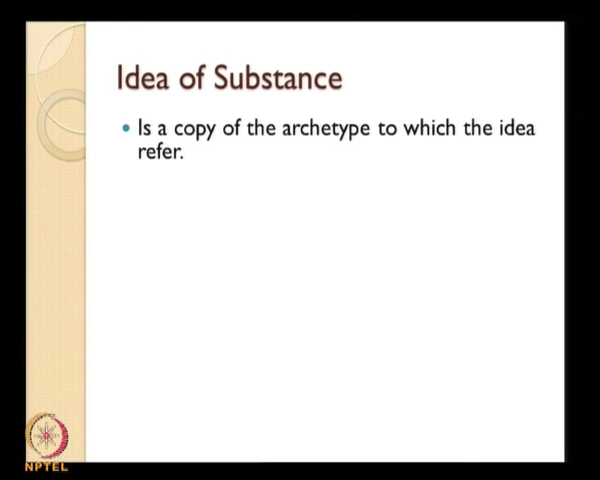 Idea of Substance
• Is a copy of the archetype to which the idea
refer.
NPTEL